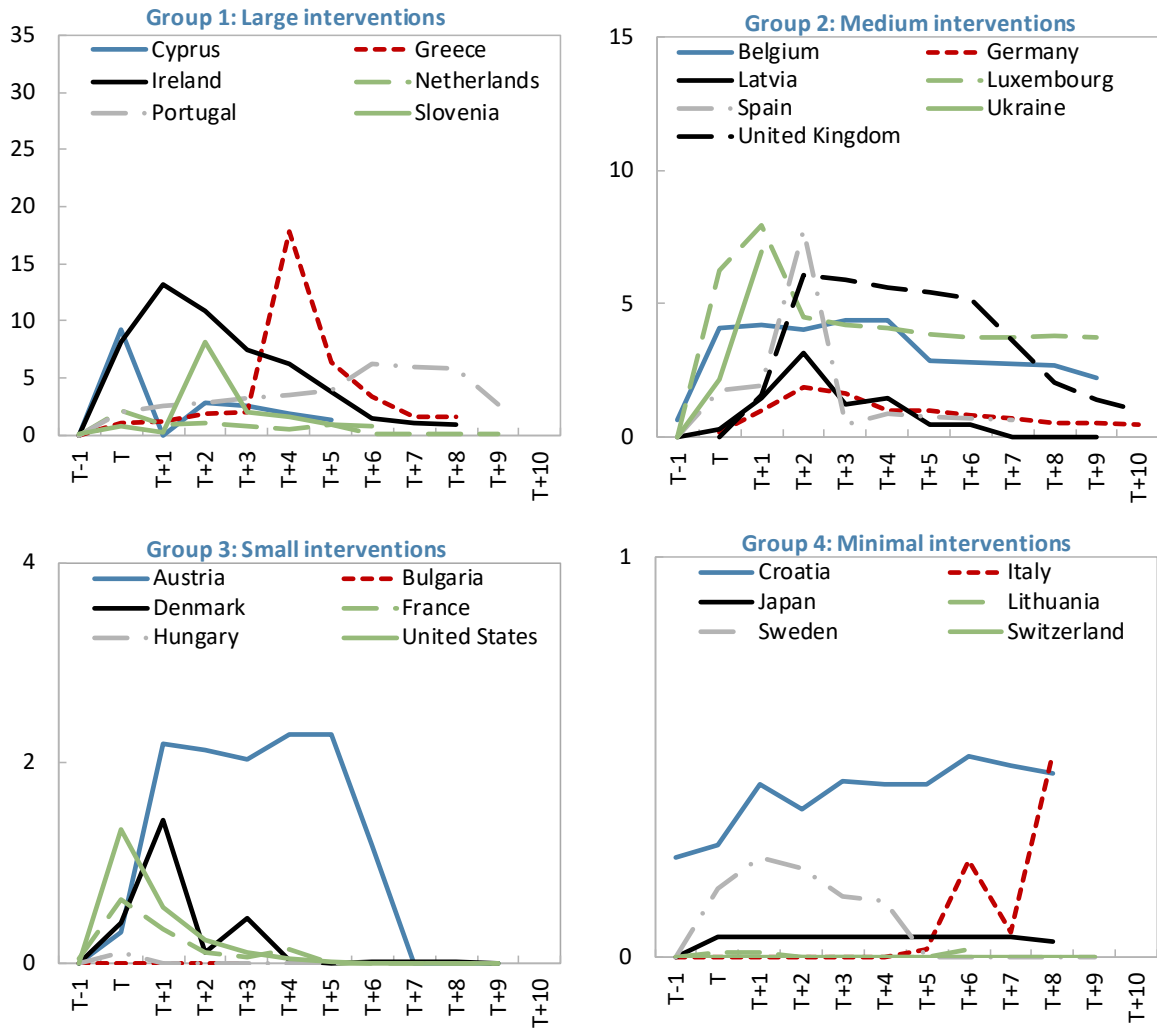 Group 1: Large interventions
35
30
25
20
15
10
5
0
Cyprus
Greece
Ireland
Netherlands
Portugal
Slovenia
T-1
T
T+1
T+2
T+3
T+4
T+5
T+6
T+7
T+8
T+9
T+10
Group 2: Medium interventions
15
10
5
0
Belgium
Germany
Latvia
Luxembourg
Spain
Ukraine
United Kingdom
T-1
T
T+1
T+2
T+3
T+4
T+5
T+6
T+7
T+8
T+9
T+10
Group 3: Small interventions
4
2
0
Austria
Bulgaria
Denmark
France
Hungary
United States
T-1
T
T+1
T+2
T+3
T+4
T+5
T+6
T+7
T+8
T+9
T+10
Group 4: Minimal interventions
1
0
Croatia
Italy
Japan
Lithuania
Sweden
Switzerland
T-1
T
T+1
T+2
T+3
T+4
T+5
T+6
T+7
T+8
T+9
T+10